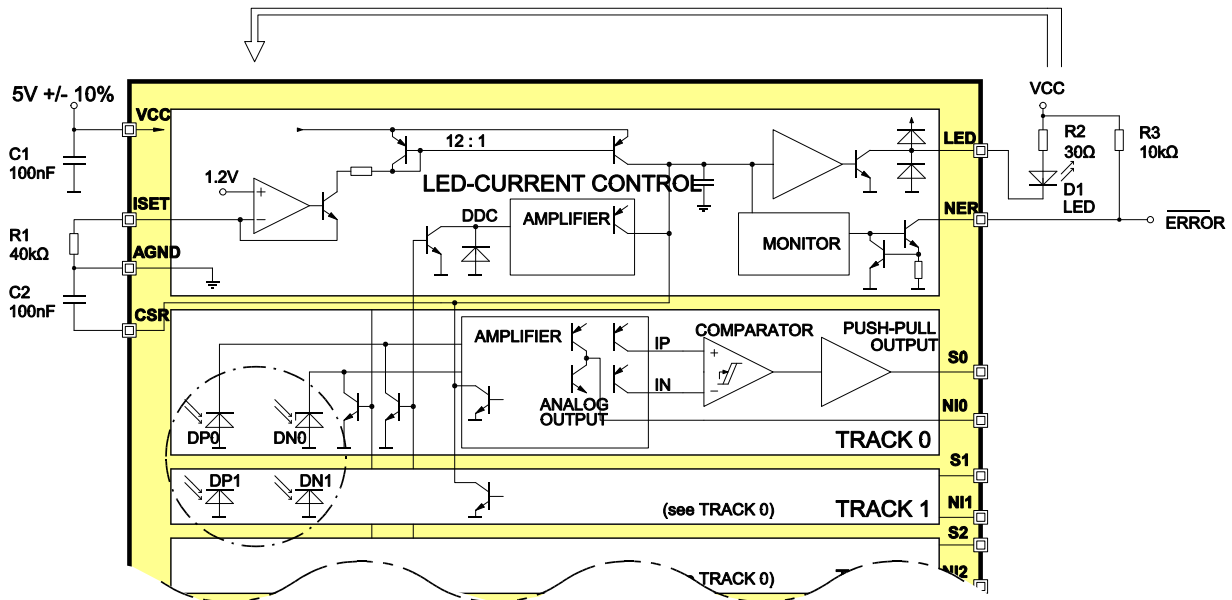 5V +/- 10%
VCC
C1
100nF
12 : 1
1.2V
LED-CURRENT CONTROL
LED
VCC
R2
30Ω
R3
10kΩ
D1
LED
ISET
R1
40kΩ
AGND
DDC
AMPLIFIER
MONITOR
NER
ERROR
C2
100nF
CSR
AMPLIFIER
IP
IN
COMPARATOR
PUSH-PULL
OUTPUT
S0
ANALOG
OUTPUT
NI0
DP0
DN0
TRACK 0
S1
DP1
DN1
(see TRACK 0)
TRACK 1
NI1
S2
TRACK 0)
NI2